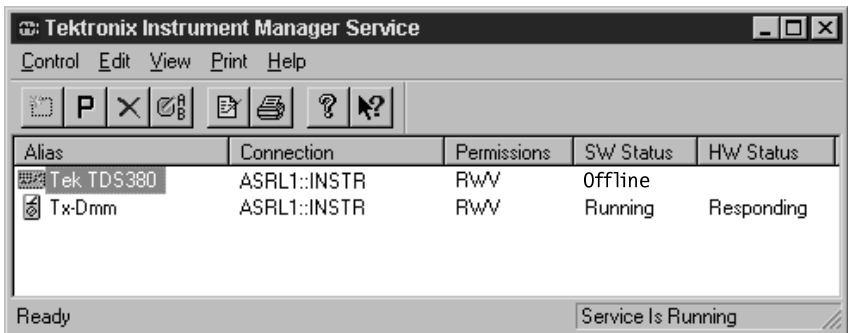 Tektronix Instrument Manager Service
Control Edit View Print Help
P A B ? ?
Alias Connection Permissions SW Status HW Status
Tek TDS380 ASRL1::INSTR RWV Offline
Tx-Dmm ASRL1::INSTR RWV Running Responding
Ready Service Is Running